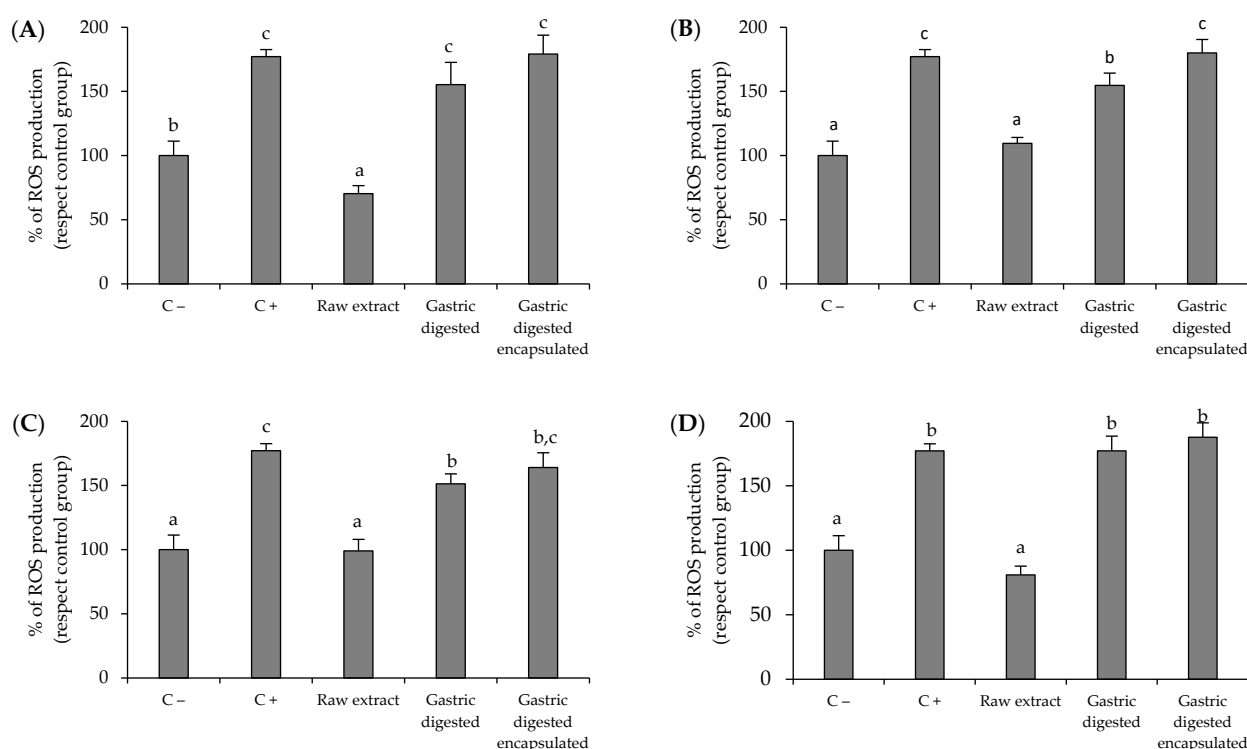 (A)
% of ROS production
(respect control group)
200
150
100
50
0
b
c
a
c
c
C –
C +
Raw extract
Gastric
digested
Gastric
digested
encapsulated
(B)
% of ROS production
(respect control group)
200
150
100
50
0
a
c
a
b
c
C –
C +
Raw extract
Gastric
digested
Gastric
digested
encapsulated
(C)
% of ROS production
(respect control group)
200
150
100
50
0
a
c
a
b
b,c
C –
C +
Raw extract
Gastric
digested
Gastric
digested
encapsulated
(D)
% of ROS production
(respect control group)
200
150
100
50
0
a
b
a
b
b
C –
C +
Raw extract
Gastric
digested
Gastric
digested
encapsulated